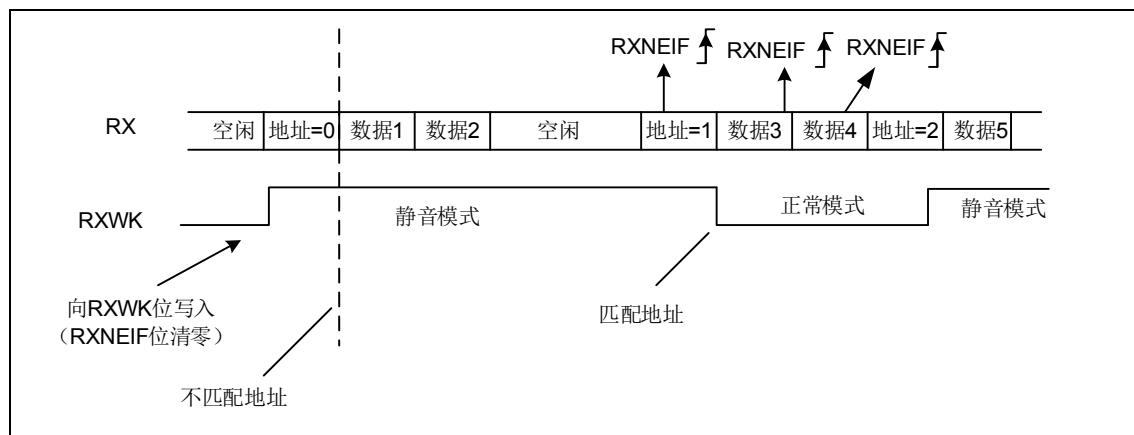 RXNEIF RXNEIF RXNEIF
RX 空闲 地址=0 数据1 数据2 空闲 地址=1 数据3 数据4 地址=2 数据5
RXWK 静音模式 正常模式 静音模式
向RXWK位写入
（RXNEIF位清零）
匹配地址
不匹配地址